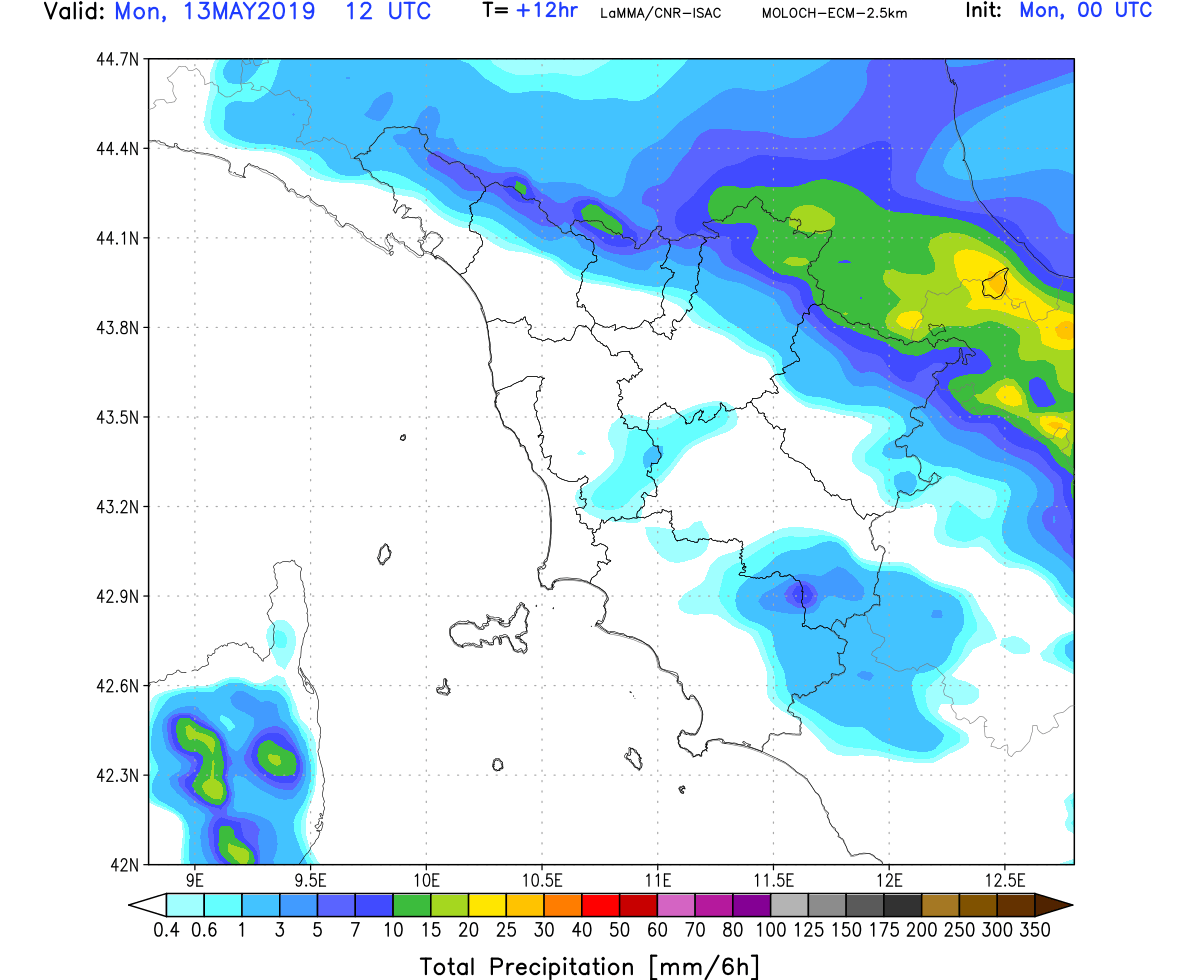 Valid: Mon, 13MAY2019 12 UTC T= +12hr LaMMA/CNR-ISAC MOLOCH-ECM-2.5km Init: Mon, 00 UTC
44.7N
44.4N
44.1N
43.8N
43.5N
43.2N
42.9N
42.6N
42.3N
42N
9E 9.5E 10E 10.5E 11E 11.5E 12E 12.5E
0.4 0.6 1 3 5 7 10 15 20 25 30 40 50 60 70 80 100 125 150 175 200 250 300 350
Total Precipitation [mm/6h]